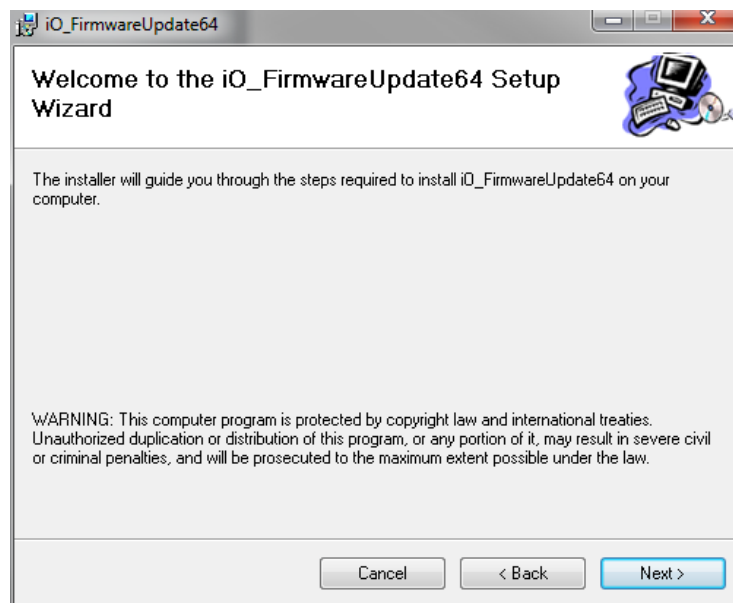 iO_FirmwareUpdate64
Welcome to the iO_FirmwareUpdate64 Setup
Wizard
The installer will guide you through the steps required to install iO_FirmwareUpdate64 on your
computer.
WARNING: This computer program is protected by copyright law and international treaties.
Unauthorized duplication or distribution of this program, or any portion of it, may result in severe civil
or criminal penalties, and will be prosecuted to the maximum extent possible under the law.
Cancel
< Back
Next >